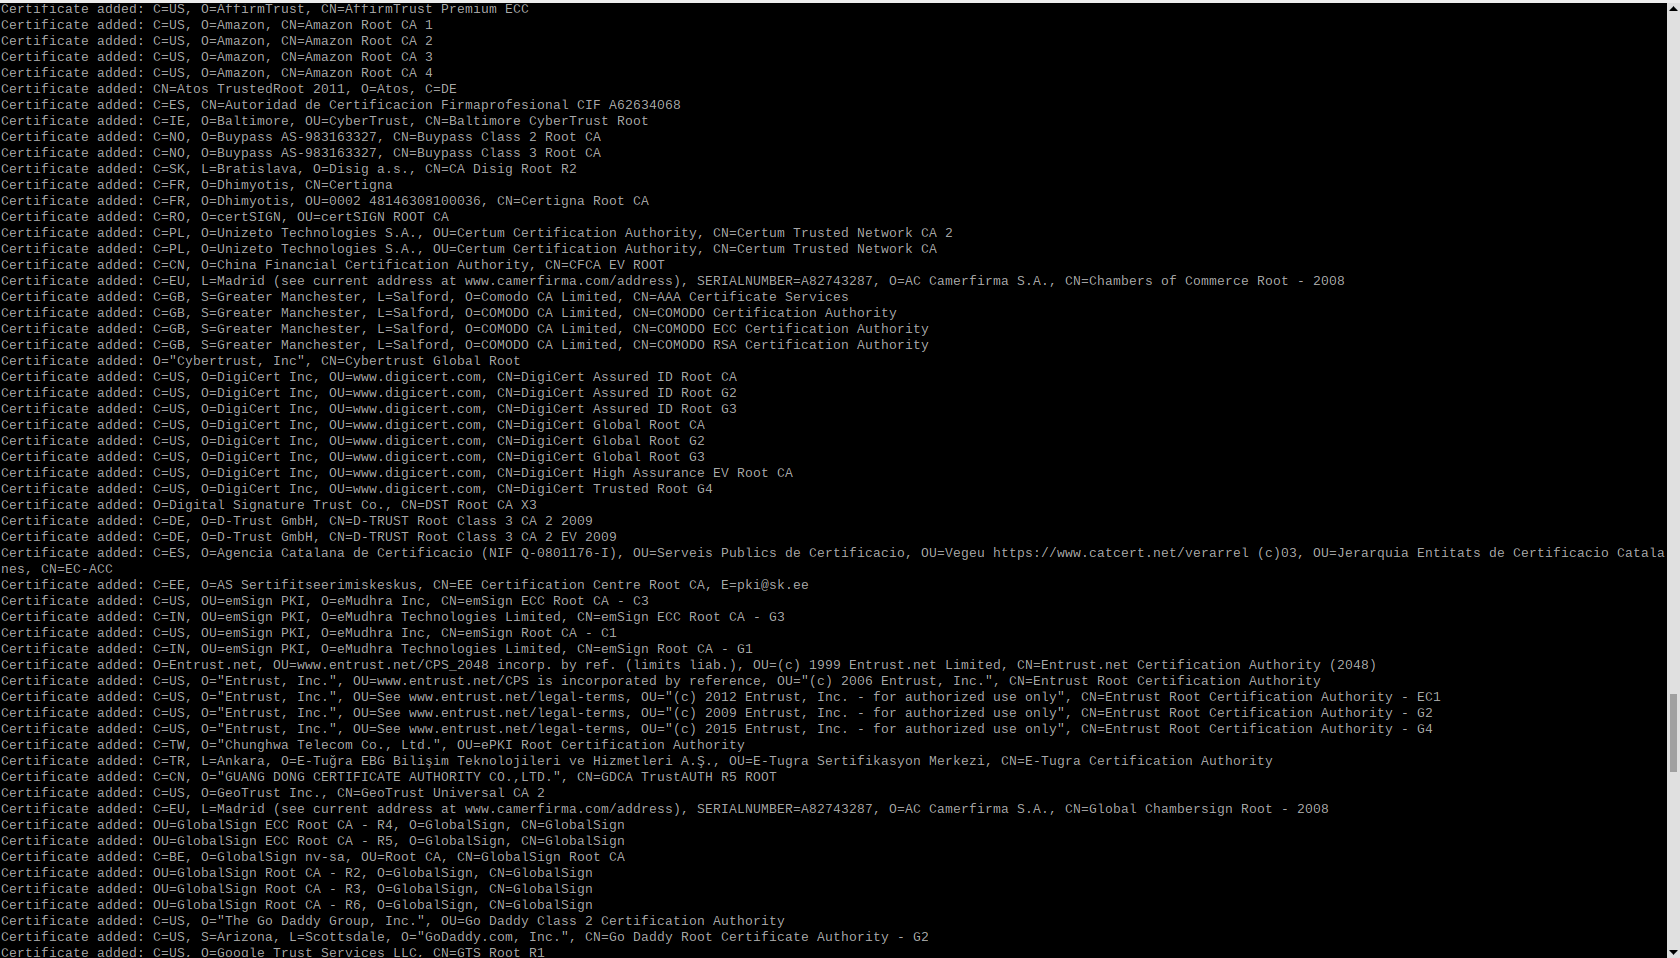 Certificate added: C=US, O=AffirmTrust, CN=AffirmTrust Premium ECC
Certificate added: C=US, O=Amazon, CN=Amazon Root CA 1
Certificate added: C=US, O=Amazon, CN=Amazon Root CA 2
Certificate added: C=US, O=Amazon, CN=Amazon Root CA 3
Certificate added: C=US, O=Amazon, CN=Amazon Root CA 4
Certificate added: CN=Atos TrustedRoot 2011, O=Atos, C=DE
Certificate added: C=ES, CN=Autoridad de Certificacion Firmaprofesional CIF A62634068
Certificate added: C=IE, O=Baltimore, OU=CyberTrust, CN=Baltimore CyberTrust Root
Certificate added: C=NO, O=Buypass AS-983163327, CN=Buypass Class 2 Root CA
Certificate added: C=NO, O=Buypass AS-983163327, CN=Buypass Class 3 Root CA
Certificate added: C=SK, L=Bratislava, O=Disig a.s., CN=CA Disig Root R2
Certificate added: C=FR, O=Dhimyotis, CN=Certigna
Certificate added: C=FR, O=Dhimyotis, OU=0002 48146308100036, CN=Certigna Root CA
Certificate added: C=RO, O=certSIGN, OU=certSIGN ROOT CA
Certificate added: C=PL, O=Unizeto Technologies S.A., OU=Certum Certification Authority, CN=Certum Trusted Network CA 2
Certificate added: C=PL, O=Unizeto Technologies S.A., OU=Certum Certification Authority, CN=Certum Trusted Network CA
Certificate added: C=CN, O=China Financial Certification Authority, CN=CFCA EV ROOT
Certificate added: C=EU, L=Madrid (see current address at www.camerfirma.com/address), SERIALNUMBER=A82743287, O=AC Camerfirma S.A., CN=Chambers of Commerce Root - 2008
Certificate added: C=GB, S=Greater Manchester, L=Salford, O=Comodo CA Limited, CN=AAA Certificate Services
Certificate added: C=GB, S=Greater Manchester, L=Salford, O=COMODO CA Limited, CN=COMODO Certification Authority
Certificate added: C=GB, S=Greater Manchester, L=Salford, O=COMODO CA Limited, CN=COMODO ECC Certification Authority
Certificate added: C=GB, S=Greater Manchester, L=Salford, O=COMODO CA Limited, CN=COMODO RSA Certification Authority
Certificate added: O="Cybertrust, Inc", CN=Cybertrust Global Root
Certificate added: C=US, O=DigiCert Inc, OU=www.digicert.com, CN=DigiCert Assured ID Root CA
Certificate added: C=US, O=DigiCert Inc, OU=www.digicert.com, CN=DigiCert Assured ID Root G2
Certificate added: C=US, O=DigiCert Inc, OU=www.digicert.com, CN=DigiCert Assured ID Root G3
Certificate added: C=US, O=DigiCert Inc, OU=www.digicert.com, CN=DigiCert Global Root CA
Certificate added: C=US, O=DigiCert Inc, OU=www.digicert.com, CN=DigiCert Global Root G2
Certificate added: C=US, O=DigiCert Inc, OU=www.digicert.com, CN=DigiCert Global Root G3
Certificate added: C=US, O=DigiCert Inc, OU=www.digicert.com, CN=DigiCert High Assurance EV Root CA
Certificate added: C=US, O=DigiCert Inc, OU=www.digicert.com, CN=DigiCert Trusted Root G4
Certificate added: O=Digital Signature Trust Co., CN=DST Root CA X3
Certificate added: C=DE, O=D-Trust GmbH, CN=D-TRUST Root Class 3 CA 2 2009
Certificate added: C=DE, O=D-Trust GmbH, CN=D-TRUST Root Class 3 CA 2 EV 2009
Certificate added: C=ES, O=Agencia Catalana de Certificacio (NIF Q-0801176-I), OU=Serveis Publics de Certificacio, OU=Vegeu https://www.catcert.net/verarrel (c)03, OU=Jerarquia Entitats de Certificacio Catala
nes, CN=EC-ACC
Certificate added: C=EE, O=AS Sertifitseerimiskeskus, CN=EE Certification Centre Root CA, E=pki@sk.ee
Certificate added: C=US, OU=emSign PKI, O=eMudhra Inc, CN=emSign ECC Root CA - C3
Certificate added: C=IN, OU=emSign PKI, O=eMudhra Technologies Limited, CN=emSign ECC Root CA - G3
Certificate added: C=US, OU=emSign PKI, O=eMudhra Inc, CN=emSign Root CA - C1
Certificate added: C=IN, OU=emSign PKI, O=eMudhra Technologies Limited, CN=emSign Root CA - G1
Certificate added: O=Entrust.net, OU=www.entrust.net/CPS_2048 incorp. by ref. (limits liab.), OU=(c) 1999 Entrust.net Limited, CN=Entrust.net Certification Authority (2048)
Certificate added: C=US, O="Entrust, Inc.", OU=www.entrust.net/CPS is incorporated by reference, OU="(c) 2006 Entrust, Inc.", CN=Entrust Root Certification Authority
Certificate added: C=US, O="Entrust, Inc.", OU=See www.entrust.net/legal-terms, OU="(c) 2012 Entrust, Inc. - for authorized use only", CN=Entrust Root Certification Authority - EC1
Certificate added: C=US, O="Entrust, Inc.", OU=See www.entrust.net/legal-terms, OU="(c) 2009 Entrust, Inc. - for authorized use only", CN=Entrust Root Certification Authority - G2
Certificate added: C=US, O="Entrust, Inc.", OU=See www.entrust.net/legal-terms, OU="(c) 2015 Entrust, Inc. - for authorized use only", CN=Entrust Root Certification Authority - G4
Certificate added: C=TW, O="Chunghwa Telecom Co., Ltd.", OU=ePKI Root Certification Authority
Certificate added: C=TR, L=Ankara, O=E-Tuğra EBG Bilişim Teknolojileri ve Hizmetleri A.Ş., OU=E-Tugra Sertifikasyon Merkezi, CN=E-Tugra Certification Authority
Certificate added: C=CN, O="GUANG DONG CERTIFICATE AUTHORITY CO.,LTD.", CN=GDCA TrustAUTH R5 ROOT
Certificate added: C=US, O=GeoTrust Inc., CN=GeoTrust Universal CA 2
Certificate added: C=EU, L=Madrid (see current address at www.camerfirma.com/address), SERIALNUMBER=A82743287, O=AC Camerfirma S.A., CN=Global Chambersign Root - 2008
Certificate added: OU=GlobalSign ECC Root CA - R4, O=GlobalSign, CN=GlobalSign
Certificate added: OU=GlobalSign ECC Root CA - R5, O=GlobalSign, CN=GlobalSign
Certificate added: C=BE, O=GlobalSign nv-sa, OU=Root CA, CN=GlobalSign Root CA
Certificate added: OU=GlobalSign Root CA - R2, O=GlobalSign, CN=GlobalSign
Certificate added: OU=GlobalSign Root CA - R3, O=GlobalSign, CN=GlobalSign
Certificate added: OU=GlobalSign Root CA - R6, O=GlobalSign, CN=GlobalSign
Certificate added: C=US, O="The Go Daddy Group, Inc.", OU=Go Daddy Class 2 Certification Authority
Certificate added: C=US, S=Arizona, L=Scottsdale, O="GoDaddy.com, Inc.", CN=Go Daddy Root Certificate Authority - G2
Certificate added: C=US, O=Google Trust Services LLC, CN=GTS Root R1